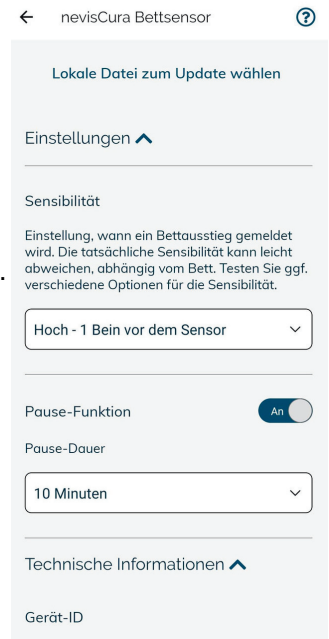 nevisCura Bettsensor
Lokale Datei zum Update wählen
Einstellungen
Sensibilität
Einstellung, wann ein Bettausstieg gemeldet
wird. Die tatsächliche Sensibilität kann leicht
abweichen, abhängig vom Bett. Testen Sie ggf.
verschiedene Optionen für die Sensibilität.
Hoch - 1 Bein vor dem Sensor
Pause-Funktion
An
Pause-Dauer
10 Minuten
Technische Informationen
Gerät-ID